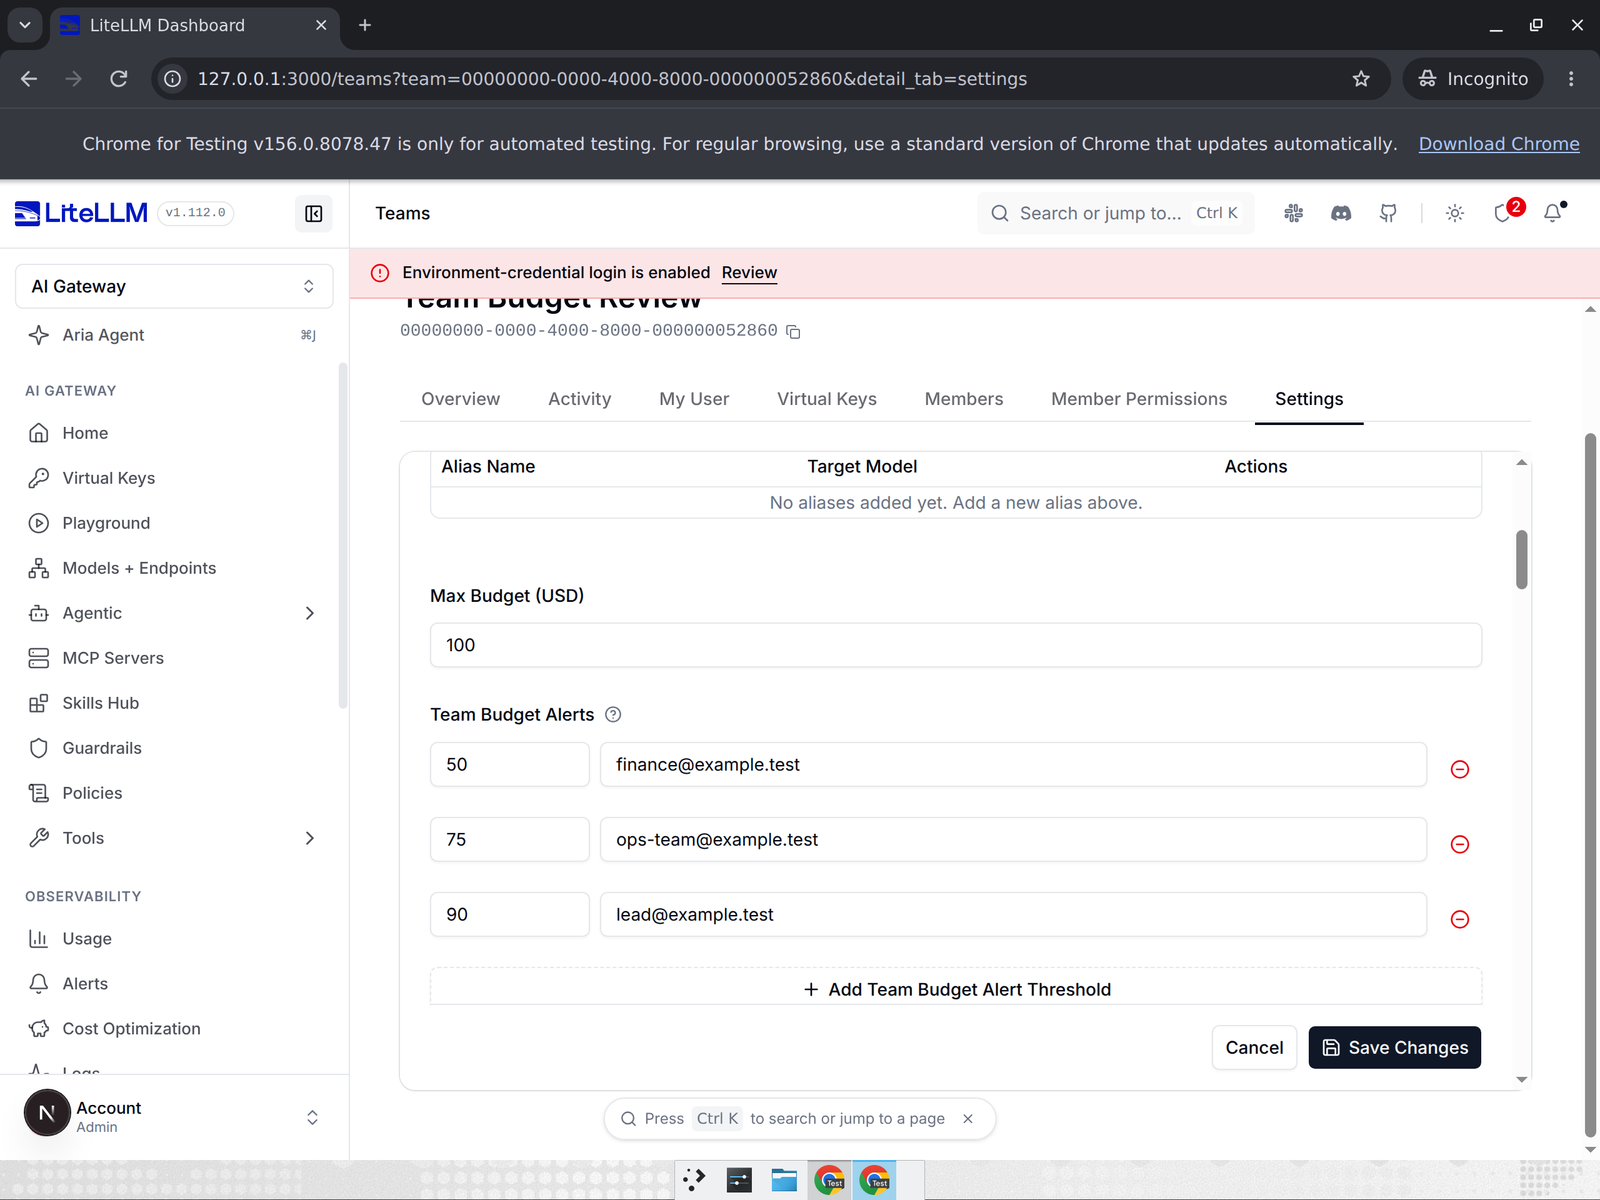 LiteLLM Dashboard
127.0.0.1:3000/teams?team=00000000-0000-4000-8000-000000052860&detail_tab=settings
Incognito
Chrome for Testing v156.0.8078.47 is only for automated testing. For regular browsing, use a standard version of Chrome that updates automatically.
Download Chrome
LiteLLM
v1.112.0
Teams
Search or jump to...
Ctrl K
2
AI Gateway
Environment-credential login is enabled
Review
Team Budget Review
00000000-0000-4000-8000-000000052860
Aria Agent
⌘J
AI GATEWAY
Home
Virtual Keys
Playground
Models + Endpoints
Agentic
MCP Servers
Skills Hub
Guardrails
Policies
Tools
OBSERVABILITY
Usage
Alerts
Cost Optimization
Logs
N
Account
Admin
Overview
Activity
My User
Virtual Keys
Members
Member Permissions
Settings
Alias Name
Target Model
Actions
No aliases added yet. Add a new alias above.
Max Budget (USD)
100
Team Budget Alerts
50
finance@example.test
75
ops-team@example.test
90
lead@example.test
+ Add Team Budget Alert Threshold
Cancel
Save Changes
Press Ctrl K to search or jump to a page
Test
Test